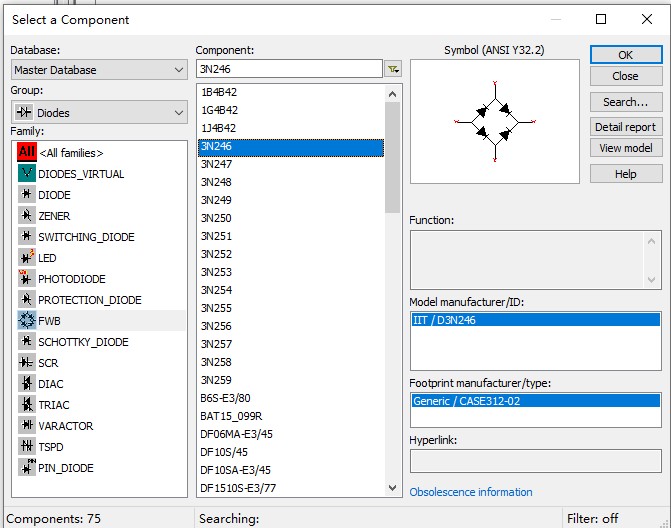 Select a Component
Database:
Master Database
Group:
Diodes
Family:
All <All families>
DIODES_VIRTUAL
DIODE
ZENER
SWITCHING_DIODE
LED
PHOTODIODE
PROTECTION_DIODE
FWB
SCHOTTKY_DIODE
SCR
DIAC
TRIAC
VARACTOR
TSPD
PIN_DIODE
Component:
3N246
1B4B42
1G4B42
1J4B42
3N246
3N247
3N248
3N249
3N250
3N251
3N252
3N253
3N254
3N255
3N256
3N257
3N258
3N259
B6S-E3/80
BAT15_099R
DF06MA-E3/45
DF10S/45
DF10SA-E3/45
DF1510S-E3/77
Symbol (ANSI Y32.2)
Function:
Model manufacturer/ID:
IIT / D3N246
Footprint manufacturer/type:
Generic / CASE312-02
Hyperlink:
Obsolescence information
OK
Close
Search...
Detail report
View model
Help
Components: 75
Searching:
Filter: off